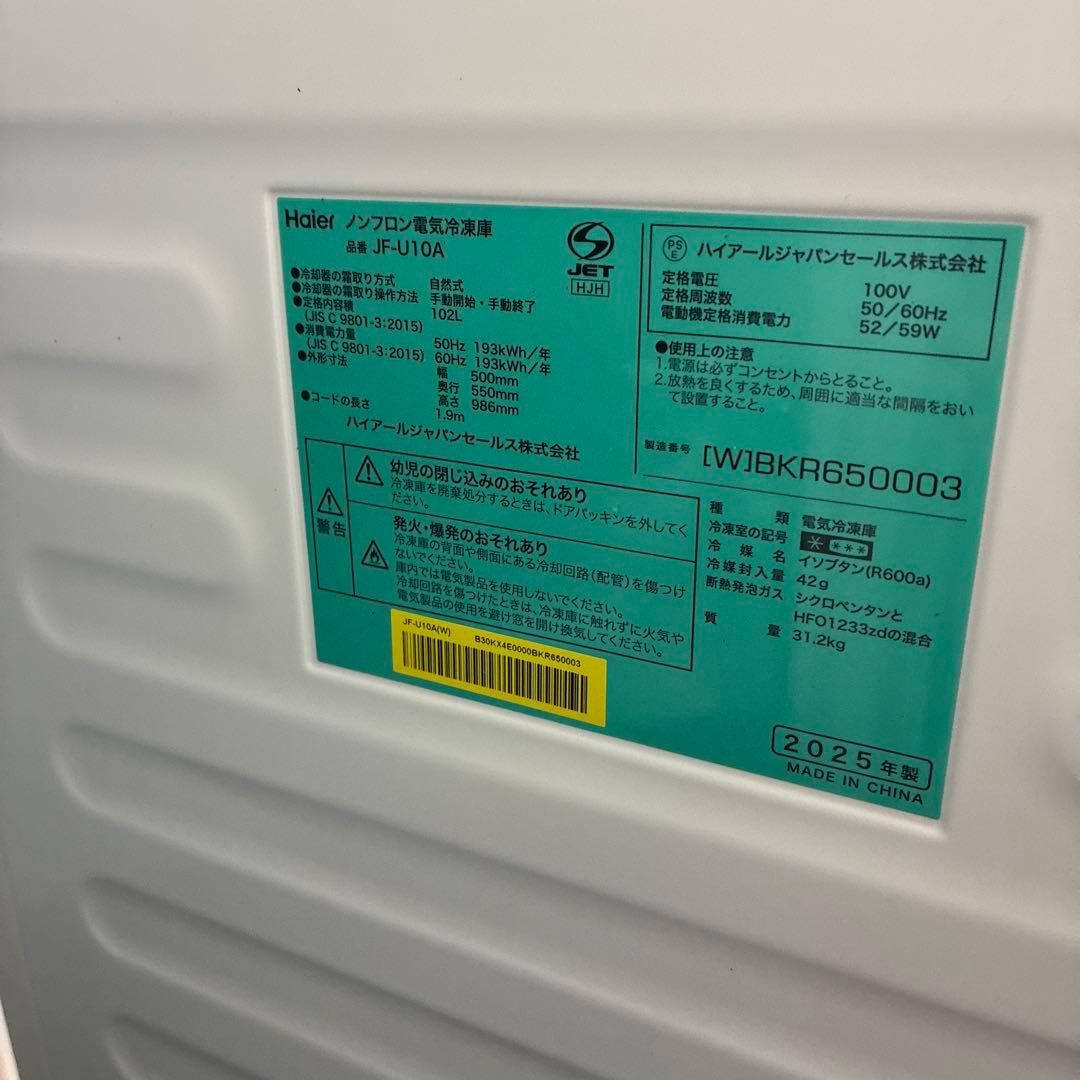 Haier ノンフロン電気冷凍庫
品番 JF-U10A
JET
HJH
●冷却器の霜取り方式 自然式
●冷却器の霜取り操作方法 手動開始・手動終了
●定格内容積 102L
(JIS C 9801-3:2015)
●消費電力量 50Hz 193kWh/年
(JIS C 9801-3:2015) 60Hz 193kWh/年
●外形寸法 幅 500mm
奥行 550mm
高さ 986mm
●コードの長さ 1.9m
ハイアールジャパンセールス株式会社
警告
幼児の閉じ込みのおそれあり
冷凍庫を廃棄処分するときは、ドアパッキンを外してく
ださい。
発火・爆発のおそれあり
冷凍庫の背面や側面にある冷却回路(配管)を傷つけ
ないでください。
庫内では電気製品を使用しないでください。
冷却回路を傷つけたときは、冷凍庫に触れずに火気や
電気製品の使用を避け窓を開け換気してください。
JF-U10A(W) B30KX4E0000BKR650003
PS
E
ハイアールジャパンセールス株式会社
定格電圧 100V
定格周波数 50/60Hz
電動機定格消費電力 52/59W
●使用上の注意
1.電源は必ずコンセントからとること。
2.放熱を良くするため、周囲に適当な間隔をおい
て設置すること。
製造番号 [W]BKR650003
種類 電気冷凍庫
冷凍室の記号 * ***
冷媒名 イソブタン(R600a)
冷媒封入量 42g
断熱発泡ガス シクロペンタンと
HFO1233zdの混合
質量 31.2kg
2025年製
MADE IN CHINA